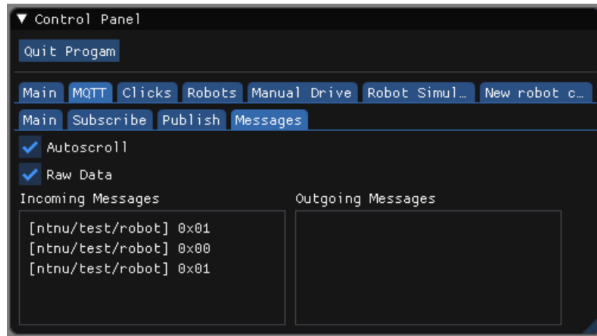 Control Panel
Quit Progam
Main MQTT Clicks Robots Manual Drive Robot Simul… New robot c…
Main Subscribe Publish Messages
Autoscroll
Raw Data
Incoming Messages Outgoing Messages
[ntnu/test/robot] 0x01
[ntnu/test/robot] 0x00
[ntnu/test/robot] 0x01